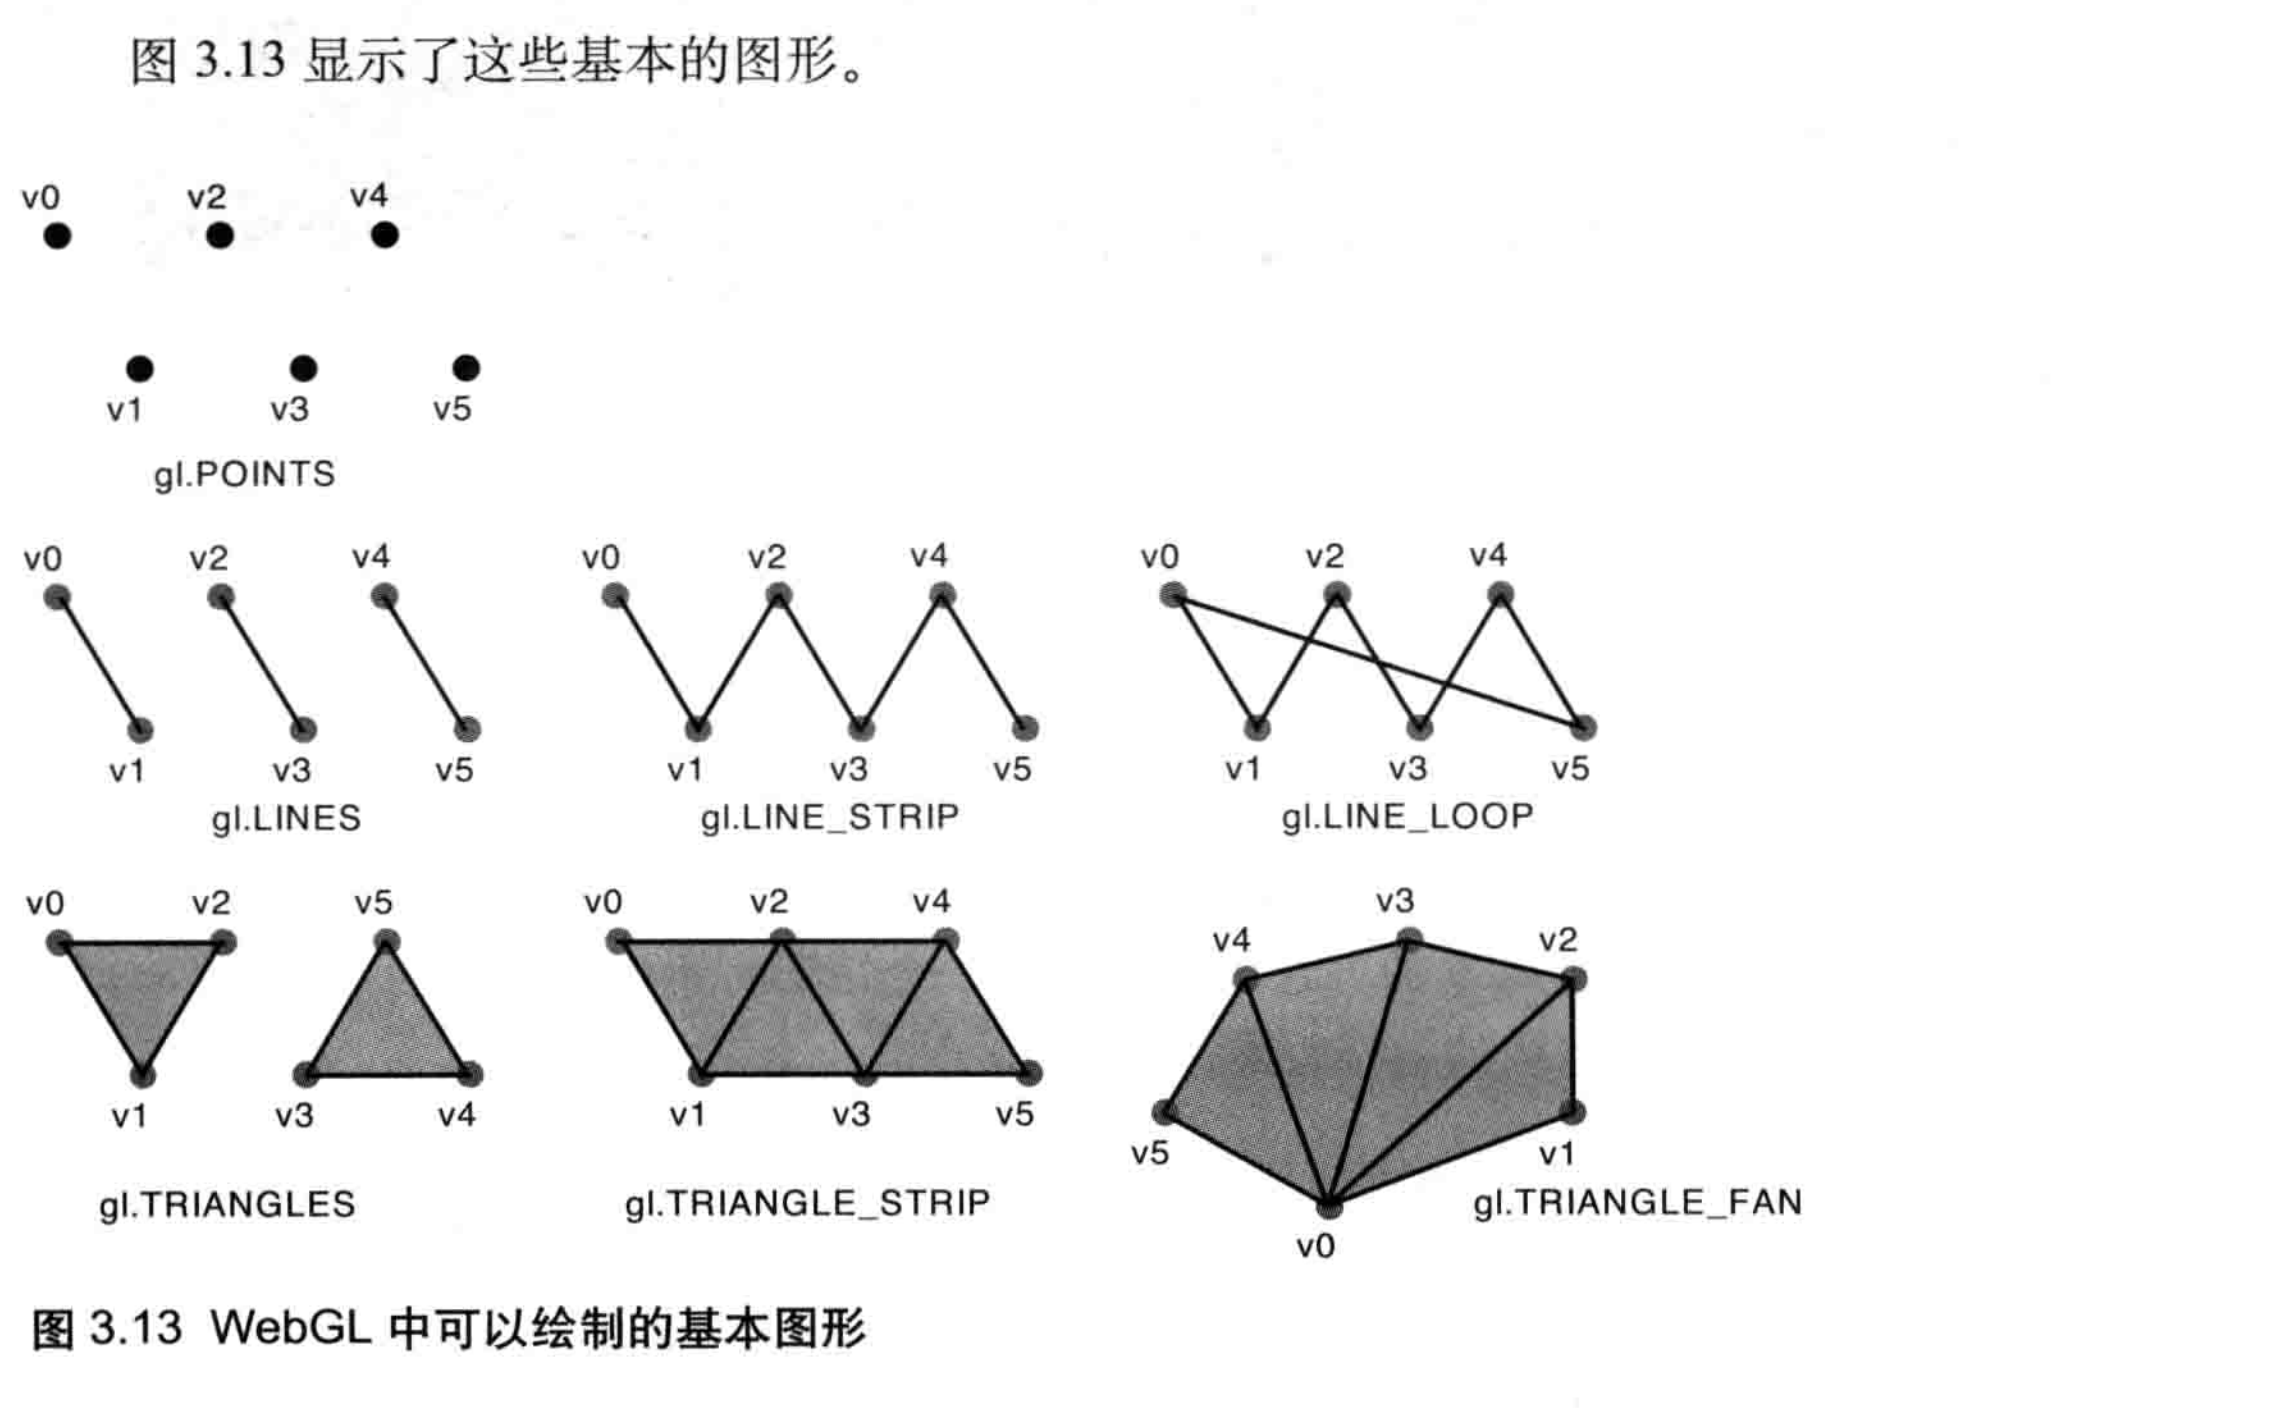 图 3.13 显示了这些基本的图形。
v0 v2 v4
v1 v3 v5
gl.POINTS
v0 v2 v4 v0 v2 v4 v0 v2 v4
v1 v3 v5 v1 v3 v5 v1 v3 v5
gl.LINES gl.LINE_STRIP gl.LINE_LOOP
v0 v2 v5 v0 v2 v4 v3
v4 v2
v1 v3 v4 v1 v3 v5
v5 v1
gl.TRIANGLES gl.TRIANGLE_STRIP gl.TRIANGLE_FAN
v0
图 3.13 WebGL 中可以绘制的基本图形